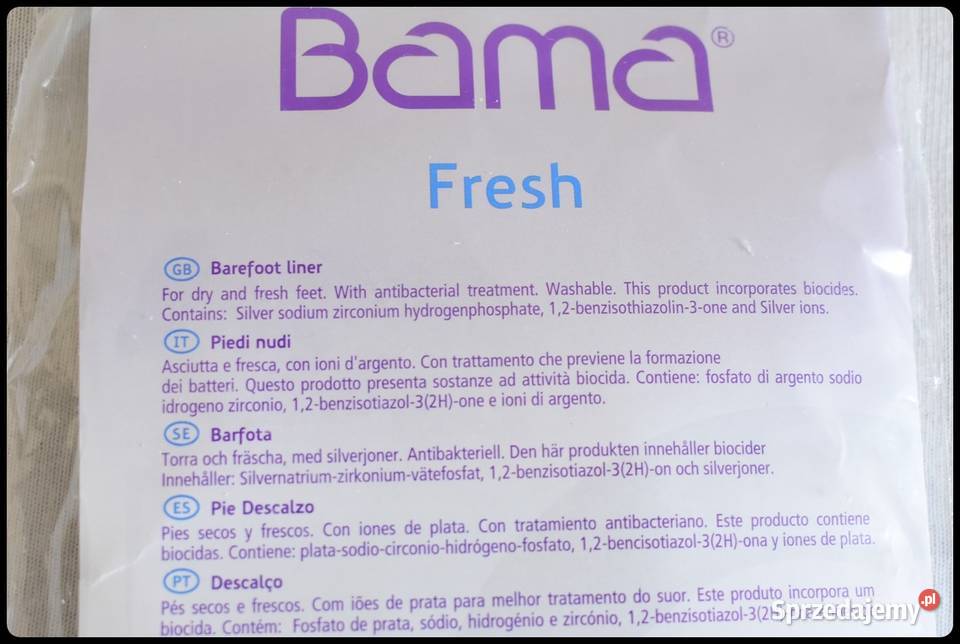 Bama®
Fresh
GB Barefoot liner
For dry and fresh feet. With antibacterial treatment. Washable. This product incorporates biocides.
Contains: Silver sodium zirconium hydrogenphosphate, 1,2-benzisothiazolin-3-one and Silver ions.
IT Piedi nudi
Asciutta e fresca, con ioni d'argento. Con trattamento che previene la formazione
dei batteri. Questo prodotto presenta sostanze ad attività biocida. Contiene: fosfato di argento sodio
idrogeno zirconio, 1,2-benzisotiazol-3(2H)-one e ioni di argento.
SE Barfota
Torra och fräscha, med silverjoner. Antibakteriell. Den här produkten innehåller biocider
Innehåller: Silvernatrium-zirkonium-vätefosfat, 1,2-benzisotiazol-3(2H)-on och silverjoner.
ES Pie Descalzo
Pies secos y frescos. Con iones de plata. Con tratamiento antibacteriano. Este producto contiene
biocidas. Contiene: plata-sodio-circonio-hidrógeno-fosfato, 1,2-bencisotiazol-3(2H)-ona y iones de plata.
PT Descalço
Pés secos e frescos. Com iões de prata para melhor tratamento do suor. Este produto incorpora um
biocida. Contém: Fosfato de prata, sódio, hidrogénio e zircónio, 1,2-benzisotiazol-3(2H)
Sprzedajemy.pl